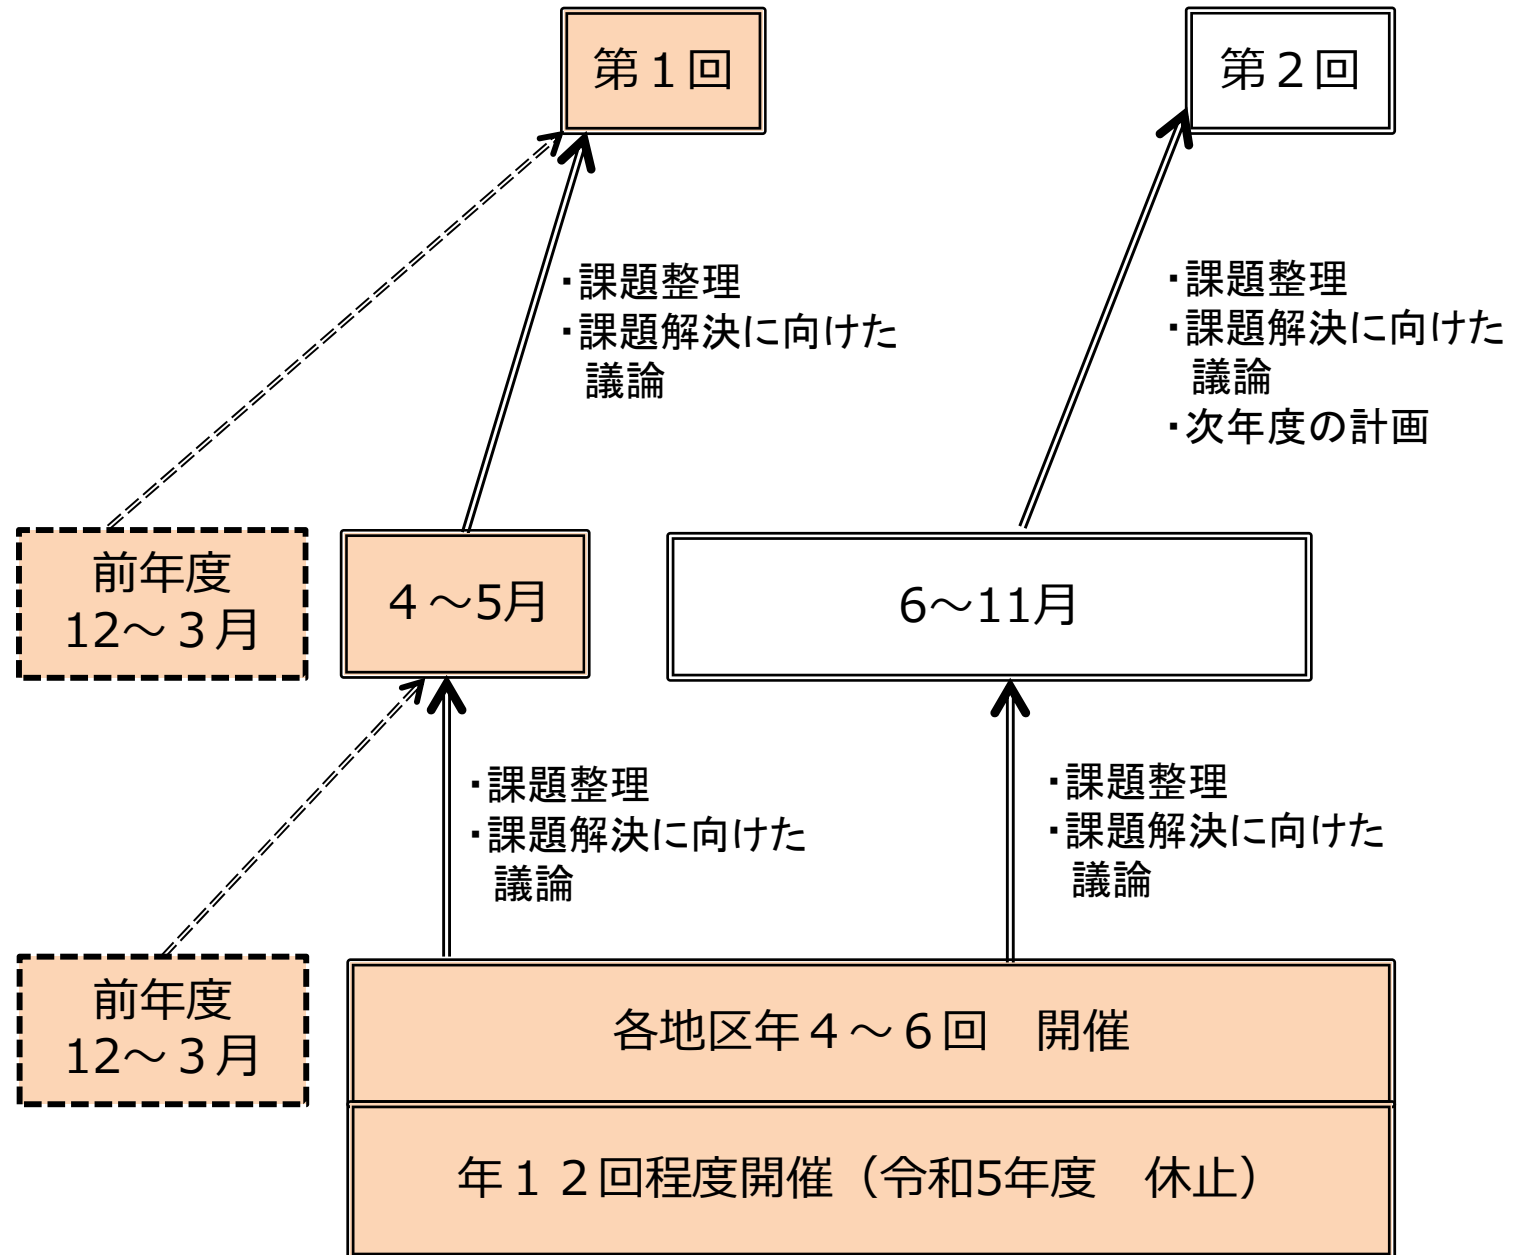 第１回
第２回
・課題整理
・課題解決に向けた
議論
・課題整理
・課題解決に向けた
議論
・次年度の計画
前年度
12～３月
４～5月
6～11月
・課題整理
・課題解決に向けた
議論
・課題整理
・課題解決に向けた
議論
前年度
12～３月
各地区年４～６回　開催
年１２回程度開催（令和5年度　休止）